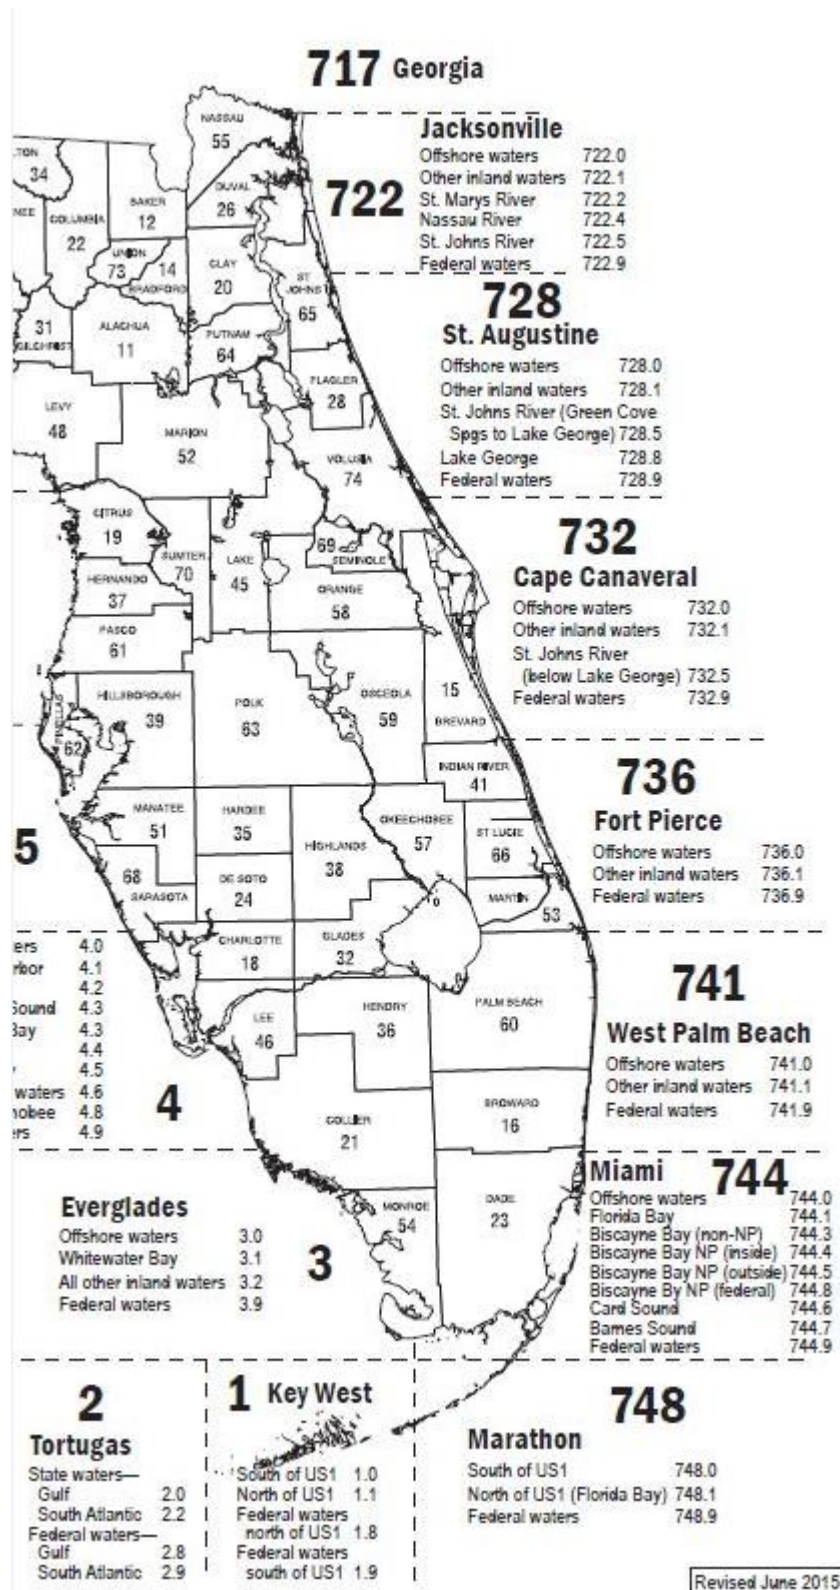 717 Georgia
Jacksonville
Offshore waters 722.0
Other inland waters 722.1
722
St. Marys River 722.2
Nassau River 722.4
St. Johns River 722.5
Federal waters 722.9
728
St. Augustine
Offshore waters 728.0
Other inland waters 728.1
St. Johns River (Green Cove
Spgs to Lake George) 728.5
Lake George 728.8
Federal waters 728.9
732
Cape Canaveral
Offshore waters 732.0
Other inland waters 732.1
St. Johns River
(below Lake George) 732.5
Federal waters 732.9
736
Fort Pierce
Offshore waters 736.0
Other inland waters 736.1
Federal waters 736.9
741
West Palm Beach
Offshore waters 741.0
Other inland waters 741.1
Federal waters 741.9
Miami 744
Offshore waters 744.0
Florida Bay 744.1
Biscayne Bay (non-NP) 744.3
Biscayne Bay NP (inside) 744.4
Biscayne Bay NP (outside) 744.5
Biscayne By NP (federal) 744.8
Card Sound 744.6
Barnes Sound 744.7
Federal waters 744.9
748
Marathon
South of US1 748.0
North of US1 (Florida Bay) 748.1
Federal waters 748.9
NASSAU
55
DUVAL
26
LTON
34
NEE
COLUMBIA
22
BAKER
12
UNION
73
14
BRADFORD
CLAY
20
ST
JOHNS
65
31
GILCHRIST
ALACHUA
11
PUTNAM
64
FLAGLER
28
LEVY
48
MARION
52
VOLUSIA
74
CITRUS
19
SUMTER
70
LAKE
45
69
SEMINOLE
HERNANDO
37
ORANGE
58
PASCO
61
PINELLAS
62
HILLSBOROUGH
39
POLK
63
OSCEOLA
59
15
BREVARD
INDIAN RIVER
41
MANATEE
51
HARDEE
35
HIGHLANDS
38
OKEECHOBEE
57
ST LUCIE
66
68
SARASOTA
DE SOTO
24
MARTIN
53
CHARLOTTE
18
GLADES
32
LEE
46
HENDRY
36
PALM BEACH
60
BROWARD
16
COLLIER
21
MONROE
54
DADE
23
5
ers 4.0
rbor 4.1
4.2
Sound 4.3
Bay 4.3
4.4
4.5
waters 4.6
hobee 4.8
rs 4.9
4
Everglades
Offshore waters 3.0
Whitewater Bay 3.1
All other inland waters 3.2
Federal waters 3.9
3
2
Tortugas
State waters—
Gulf 2.0
South Atlantic 2.2
Federal waters—
Gulf 2.8
South Atlantic 2.9
1 Key West
South of US1 1.0
North of US1 1.1
Federal waters
north of US1 1.8
Federal waters
south of US1 1.9
Revised June 2015